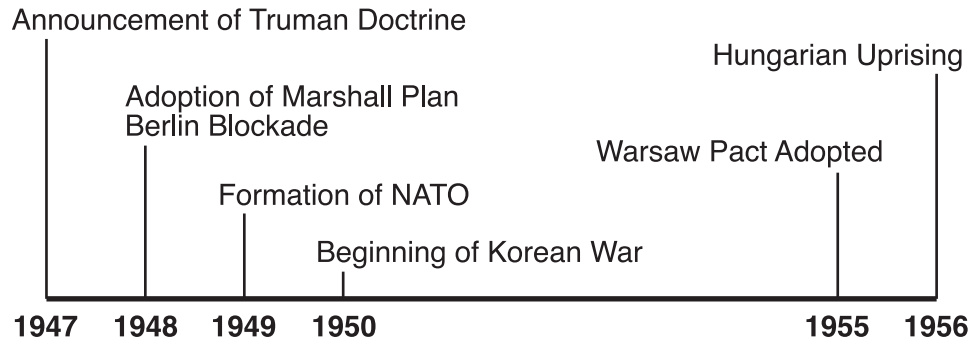 Announcement of Truman Doctrine
Hungarian Uprising
Adoption of Marshall Plan
Berlin Blockade
Warsaw Pact Adopted
Formation of NATO
Beginning of Korean War
1947 1948 1949 1950 1955 1956